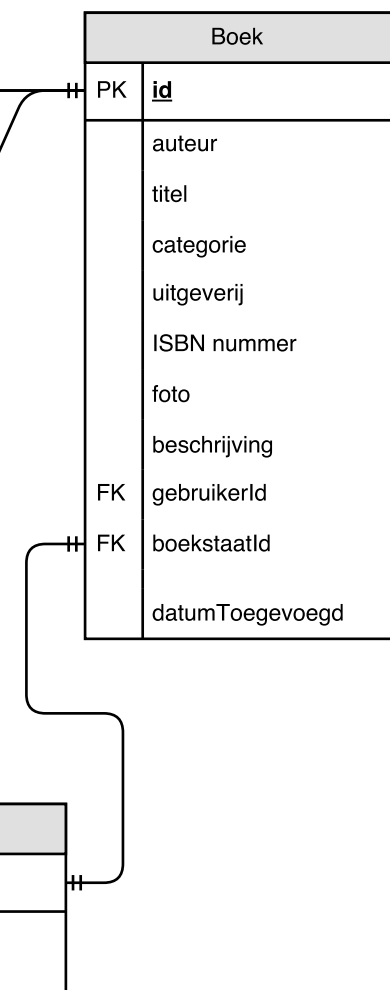 Boek
PK id
auteur
titel
categorie
uitgeverij
ISBN nummer
foto
beschrijving
FK gebruikerId
FK boekstaatId
datumToegevoegd